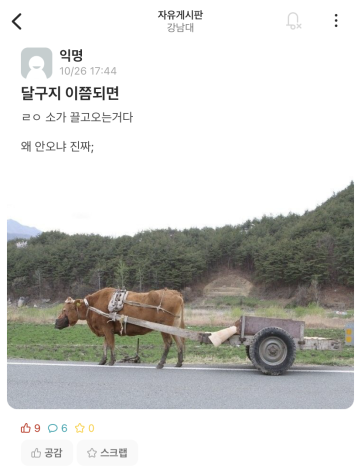 자유게시판
강남대
익명
10/26 17:44
달구지 이쯤되면
ㄹㅇ 소가 끌고오는거다
왜 안오냐 진짜;
9 6 0
공감 스크랩